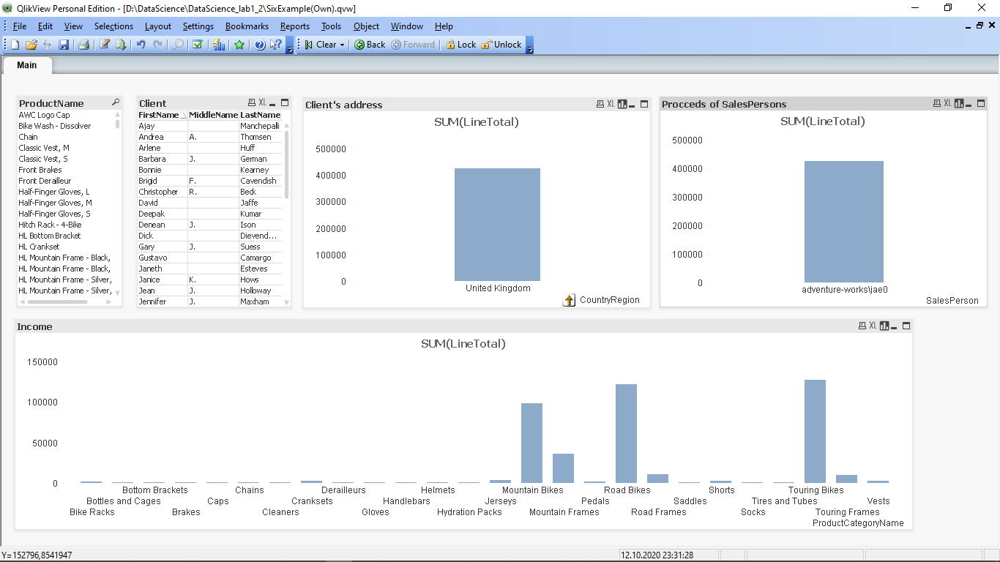 QlikView Personal Edition - [D:\DataScience\DataScience_lab1_2\SixExample(Own).qvw]
File Edit View Selections Layout Settings Bookmarks Reports Tools Object Window Help
Clear Back Forward Lock Unlock
Main
ProductName
AWC Logo Cap
Bike Wash - Dissolver
Chain
Classic Vest, M
Classic Vest, S
Front Brakes
Front Derailleur
Half-Finger Gloves, L
Half-Finger Gloves, M
Half-Finger Gloves, S
Hitch Rack - 4-Bike
HL Bottom Bracket
HL Crankset
HL Mountain Frame - Black,
HL Mountain Frame - Black,
HL Mountain Frame - Silver,
HL Mountain Frame - Silver,
Client XL
FirstName MiddleName LastName
Ajay Manchepalli
Andrea A. Thomsen
Arlene Huff
Barbara J. German
Bonnie Kearney
Brigid F. Cavendish
Christopher R. Beck
David Jaffe
Deepak Kumar
Denean J. Ison
Dick Dievend...
Gary J. Suess
Gustavo Camargo
Janeth Esteves
Janice K. Hows
Jean J. Holloway
Jennifer J. Maxham
Client's address XL
SUM(LineTotal)
500000
400000
300000
200000
100000
0
United Kingdom
CountryRegion
Procceds of SalesPersons XL
SUM(LineTotal)
500000
400000
300000
200000
100000
0
adventure-works\jae0
SalesPerson
Income XL
SUM(LineTotal)
150000
100000
50000
0
Bottom Brackets Chains Derailleurs Helmets Mountain Bikes Road Bikes Shorts Touring Bikes
Bottles and Cages Caps Cranksets Handlebars Jerseys Pedals Saddles Tires and Tubes Vests
Bike Racks Brakes Cleaners Gloves Hydration Packs Mountain Frames Road Frames Socks Touring Frames
ProductCategoryName
Y=152796,8541947 12.10.2020 23:31:28